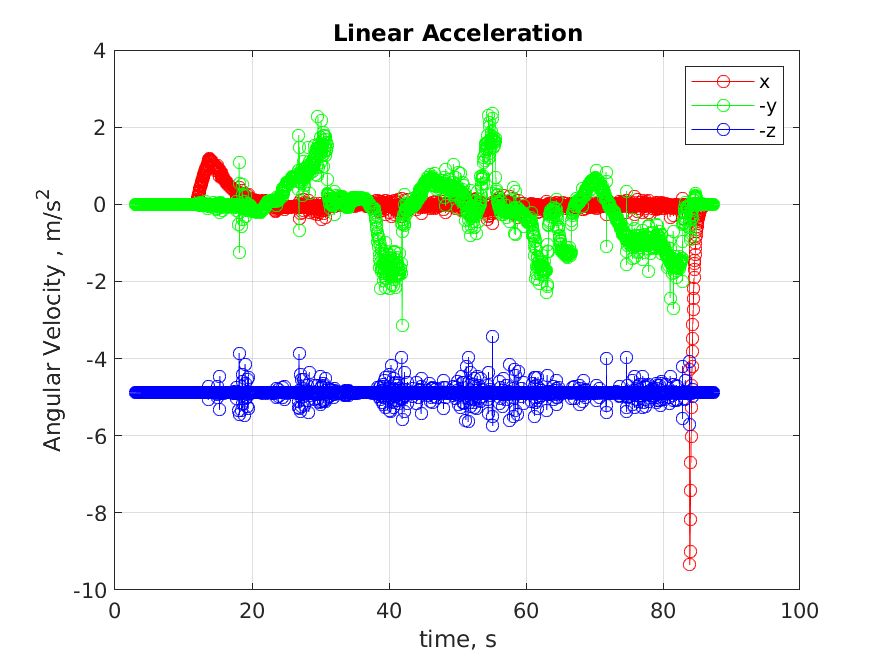 Linear Acceleration
x
-y
-z
Angular Velocity , m/s²
4
2
0
-2
-4
-6
-8
-10
0 20 40 60 80 100
time, s